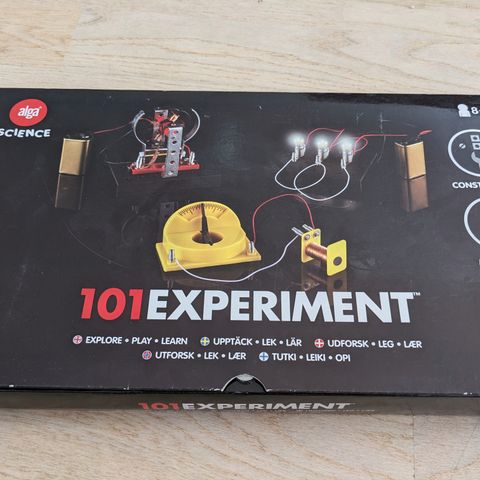 alga
SCIENCE
8-
CONST
101EXPERIMENT™
EXPLORE • PLAY • LEARN UPPTÄCK • LEK • LÄR UDFORSK • LEG • LÆR
UTFORSK • LEK • LÆR TUTKI • LEIKI • OPI
101EXPERIMENT